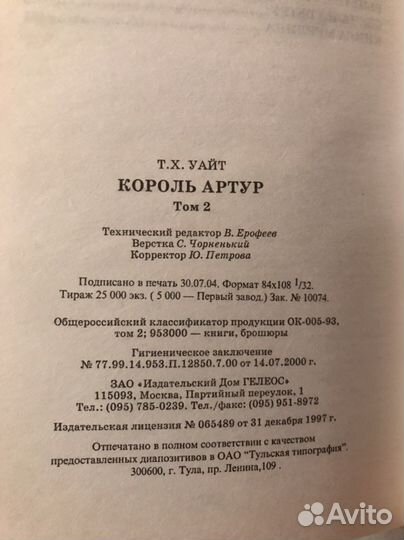 Т.Х. УАЙТ
КОРОЛЬ АРТУР
Том 2
Технический редактор В. Ерофеев
Верстка С. Чорненький
Корректор Ю. Петрова
Подписано в печать 30.07.04. Формат 84х108 1/32.
Тираж 25 000 экз. ( 5 000 — Первый завод.) Зак. № 10074.
Общероссийский классификатор продукции ОК-005-93,
том 2; 953000 — книги, брошюры
Гигиеническое заключение
№ 77.99.14.953.П.12850.7.00 от 14.07.2000 г.
ЗАО «Издательский Дом ГЕЛЕОС»
115093, Москва, Партийный переулок, 1
Тел.: (095) 785-0239. Тел./факс: (095) 951-8972
Издательская лицензия № 065489 от 31 декабря 1997 г.
Отпечатано в полном соответствии с качеством
предоставленных диапозитивов в ОАО "Тульская типография".
300600, г. Тула, пр. Ленина,109 .
Avito